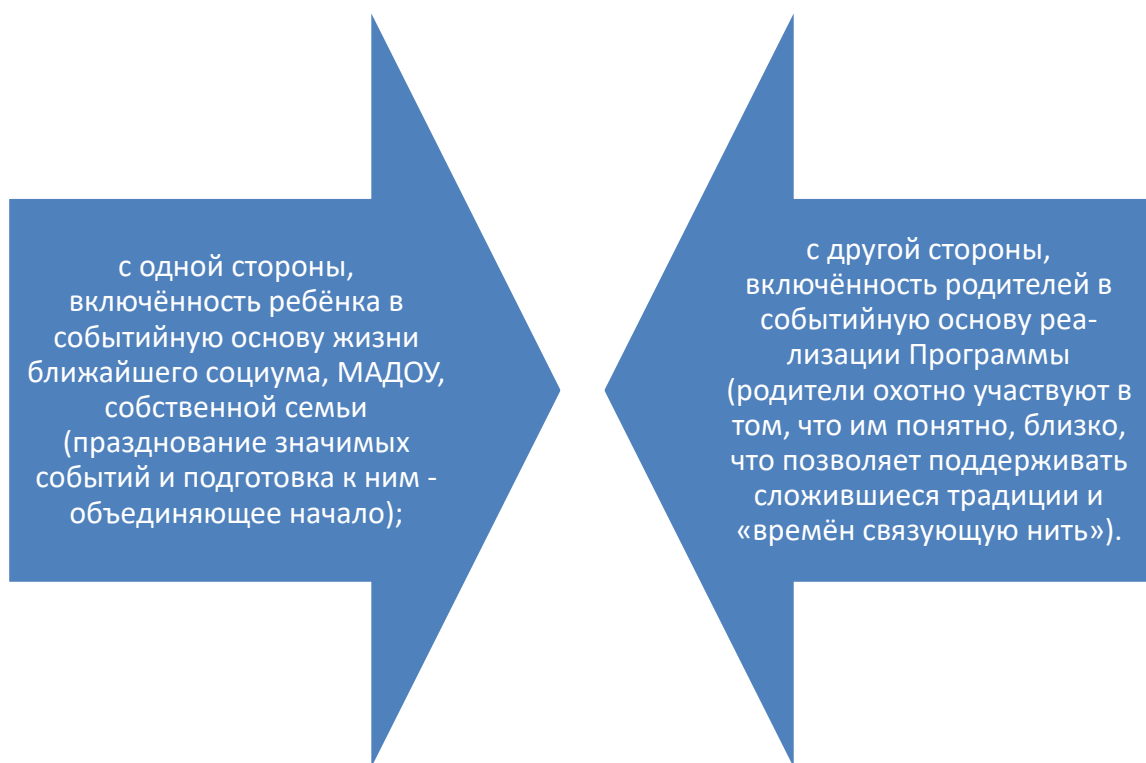 с одной стороны,
включённость ребёнка в
событийную основу жизни
ближайшего социума, МАДОУ,
собственной семьи
(празднование значимых
событий и подготовка к ним -
объединяющее начало);
с другой стороны,
включённость родителей в
событийную основу реа-
лизации Программы
(родители охотно участвуют в
том, что им понятно, близко,
что позволяет поддерживать
сложившиеся традиции и
«времён связующую нить»).